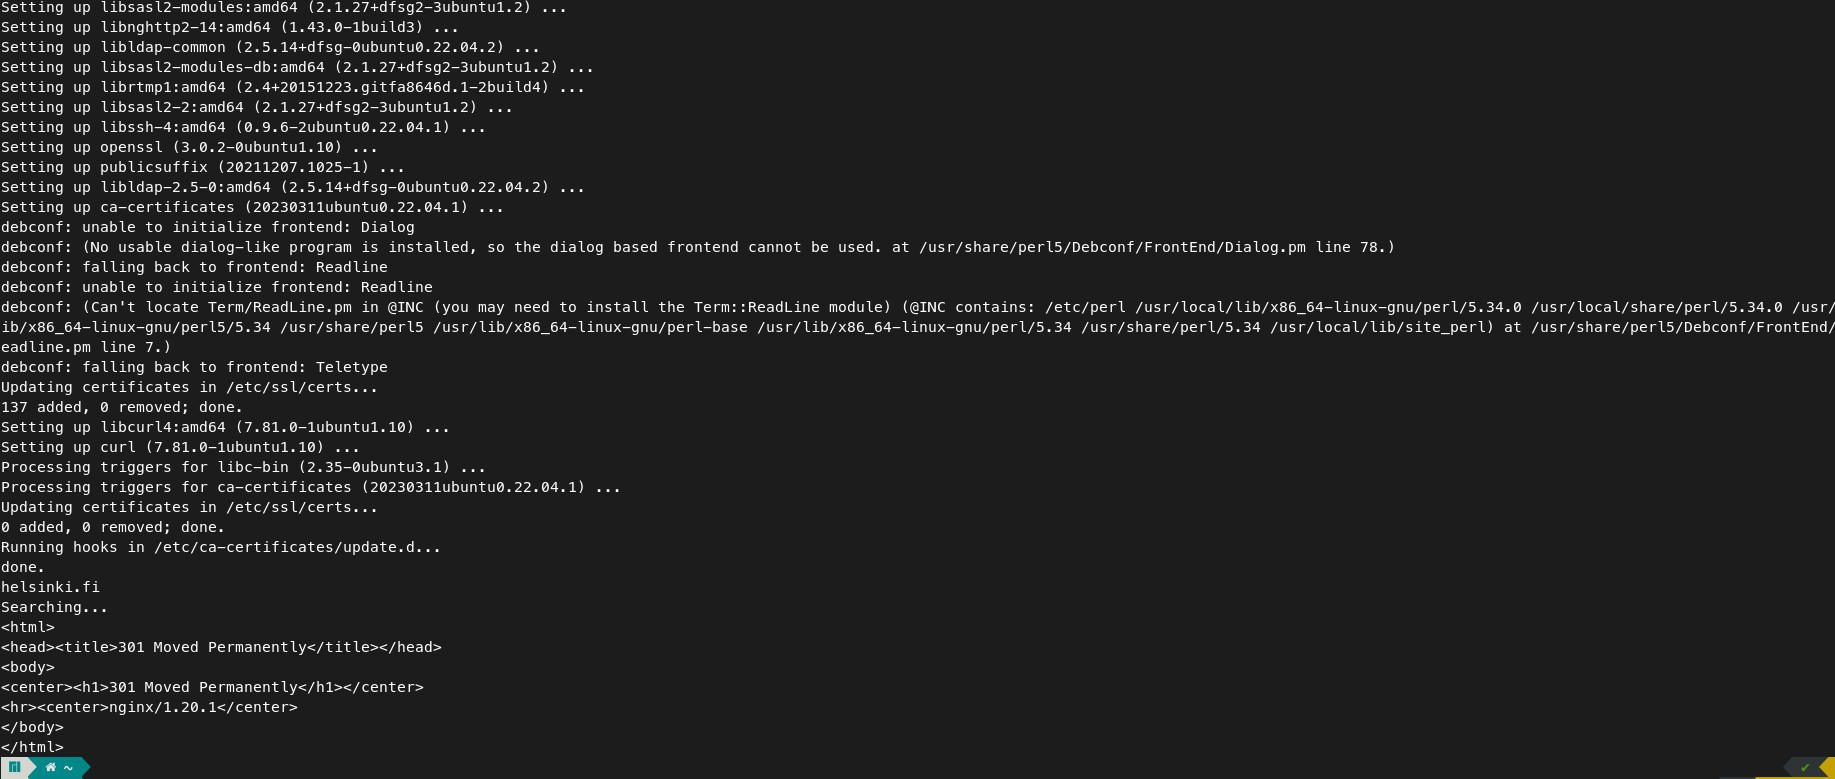 Setting up libsasl2-modules:amd64 (2.1.27+dfsg2-3ubuntu1.2) ...
Setting up libnghttp2-14:amd64 (1.43.0-1build3) ...
Setting up libldap-common (2.5.14+dfsg-0ubuntu0.22.04.2) ...
Setting up libsasl2-modules-db:amd64 (2.1.27+dfsg2-3ubuntu1.2) ...
Setting up librtmp1:amd64 (2.4+20151223.gitfa8646d.1-2build4) ...
Setting up libsasl2-2:amd64 (2.1.27+dfsg2-3ubuntu1.2) ...
Setting up libssh-4:amd64 (0.9.6-2ubuntu0.22.04.1) ...
Setting up openssl (3.0.2-0ubuntu1.10) ...
Setting up publicsuffix (20211207.1025-1) ...
Setting up libldap-2.5-0:amd64 (2.5.14+dfsg-0ubuntu0.22.04.2) ...
Setting up ca-certificates (20230311ubuntu0.22.04.1) ...
debconf: unable to initialize frontend: Dialog
debconf: (No usable dialog-like program is installed, so the dialog based frontend cannot be used. at /usr/share/perl5/Debconf/FrontEnd/Dialog.pm line 78.)
debconf: falling back to frontend: Readline
debconf: unable to initialize frontend: Readline
debconf: (Can't locate Term/ReadLine.pm in @INC (you may need to install the Term::ReadLine module) (@INC contains: /etc/perl /usr/local/lib/x86_64-linux-gnu/perl/5.34.0 /usr/local/share/perl/5.34.0 /usr/
ib/x86_64-linux-gnu/perl5/5.34 /usr/share/perl5 /usr/lib/x86_64-linux-gnu/perl-base /usr/lib/x86_64-linux-gnu/perl/5.34 /usr/share/perl/5.34 /usr/local/lib/site_perl) at /usr/share/perl5/Debconf/FrontEnd/
eadline.pm line 7.)
debconf: falling back to frontend: Teletype
Updating certificates in /etc/ssl/certs...
137 added, 0 removed; done.
Setting up libcurl4:amd64 (7.81.0-1ubuntu1.10) ...
Setting up curl (7.81.0-1ubuntu1.10) ...
Processing triggers for libc-bin (2.35-0ubuntu3.1) ...
Processing triggers for ca-certificates (20230311ubuntu0.22.04.1) ...
Updating certificates in /etc/ssl/certs...
0 added, 0 removed; done.
Running hooks in /etc/ca-certificates/update.d...
done.
helsinki.fi
Searching...
<html>
<head><title>301 Moved Permanently</title></head>
<body>
<center><h1>301 Moved Permanently</h1></center>
<hr><center>nginx/1.20.1</center>
</body>
</html>
~ ✔